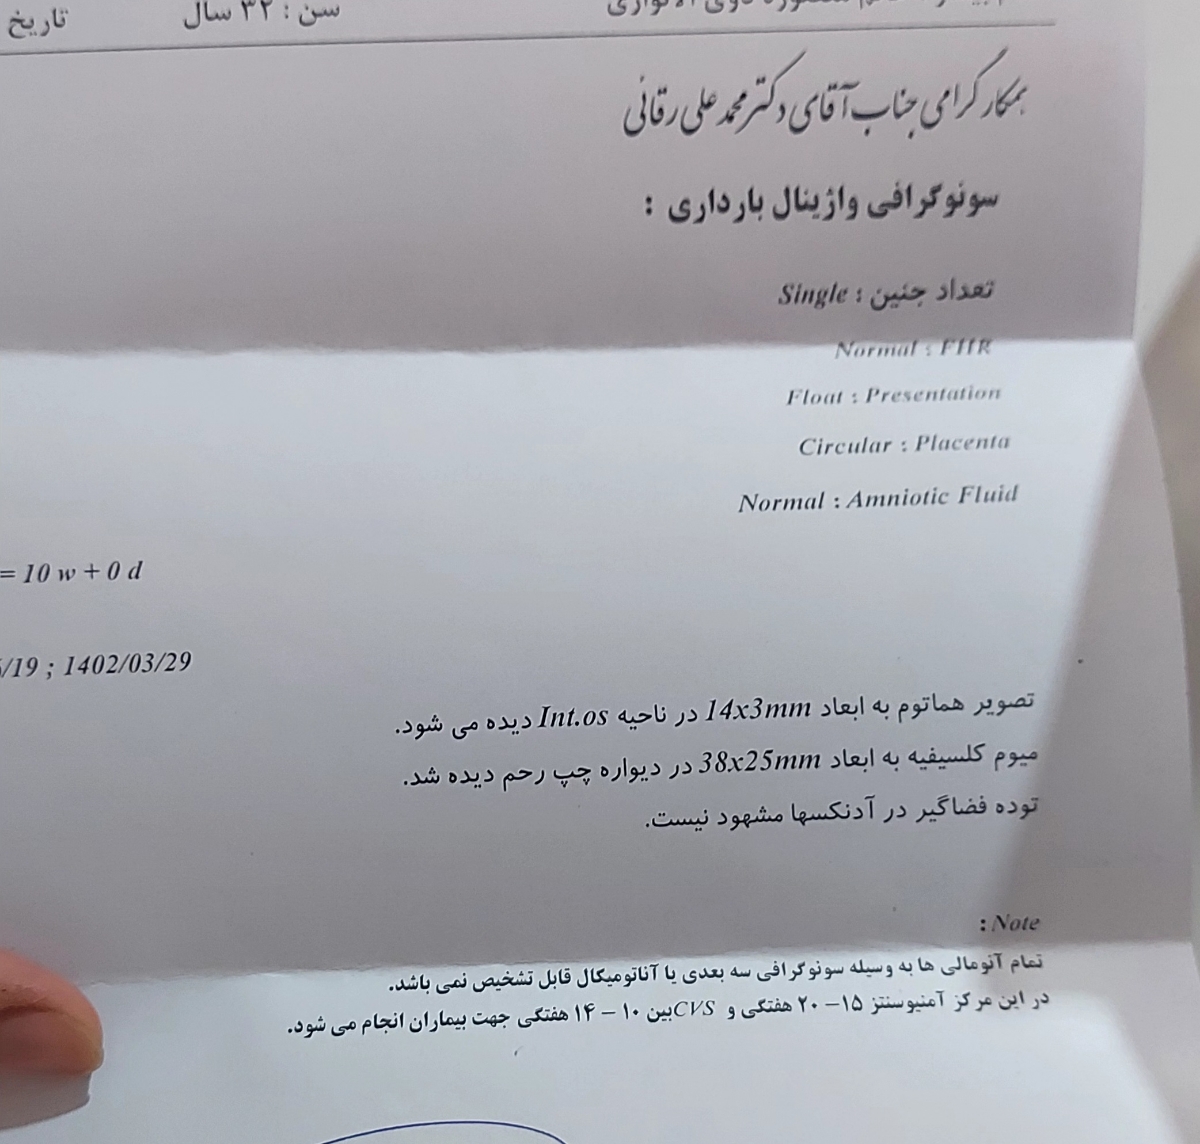 سن : ۳۲ سال
تاریخ
همکار گرامی جناب آقای دکتر محمد علی رقانی
سونوگرافی واژینال بارداری :
تعداد جنین : Single
Normal : FHR
Float : Presentation
Circular : Placenta
Normal : Amniotic Fluid
= 10 w + 0 d
/19 ; 1402/03/29
تصویر هماتوم به ابعاد 14x3mm در ناحیه Int.os دیده می شود.
میوم کلسیفیه به ابعاد 38x25mm در دیواره چپ رحم دیده شد.
توده فضاگیر در آدنکسها مشهود نیست.
: Note
تمام آنومالی ها به وسیله سونوگرافی سه بعدی یا آناتومیکال قابل تشخیص نمی باشد.
در این مرکز آمنیوسنتز ۱۵– ۲۰ هفتگی و CVSبین ۱۰ – ۱۴ هفتگی جهت بیماران انجام می شود.